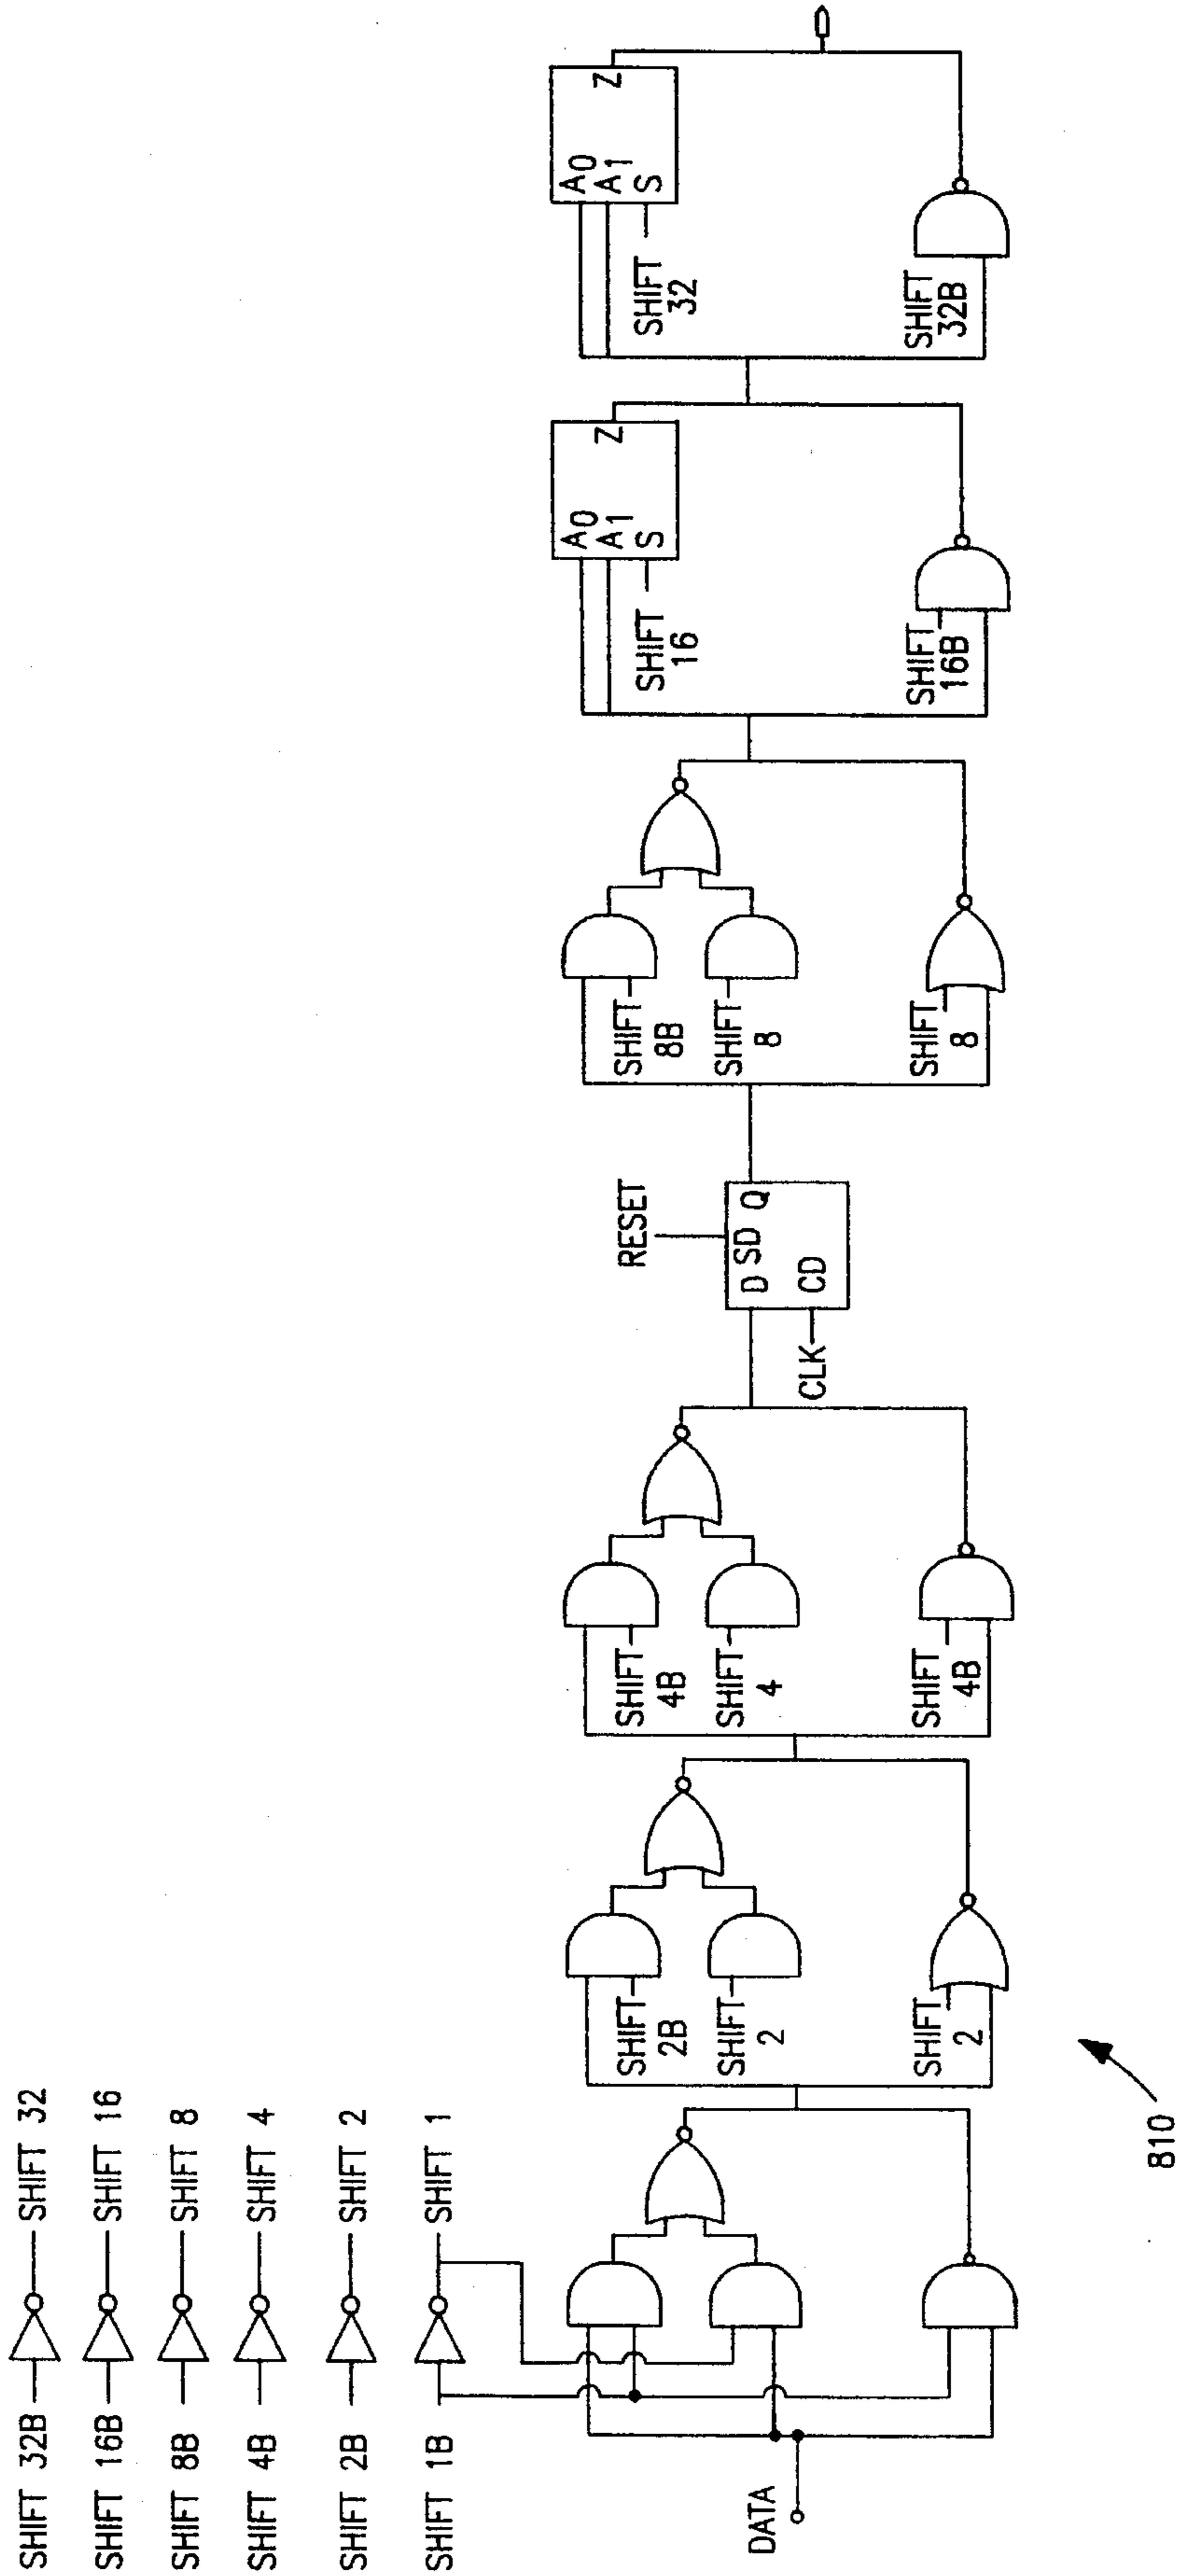 SHIFT 32B
SHIFT 32
SHIFT 16B
SHIFT 16
SHIFT 8B
SHIFT 8
SHIFT 4B
SHIFT 4
SHIFT 2B
SHIFT 2
SHIFT 1B
SHIFT 1
DATA
SHIFT
2B
SHIFT
2
SHIFT
2
SHIFT
4B
SHIFT
4
SHIFT
4B
RESET
D SD Q
CD
CLK
SHIFT
8B
SHIFT
8
SHIFT
8
A0
A1
S
Z
SHIFT
16
SHIFT
16B
A0
A1
S
Z
SHIFT
32
SHIFT
32B
810